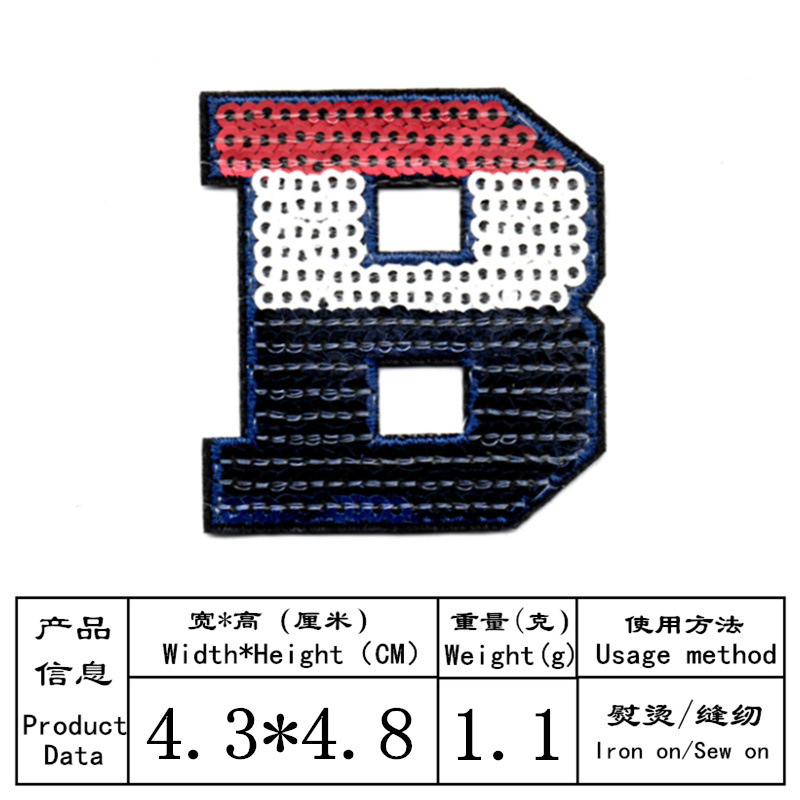 B
产品
信息
Product
Data
宽*高 (厘米)
Width*Height (CM)
重量(克)
Weight(g)
使用方法
Usage method
4.3*4.8
1.1
熨烫/缝纫
Iron on/Sew on